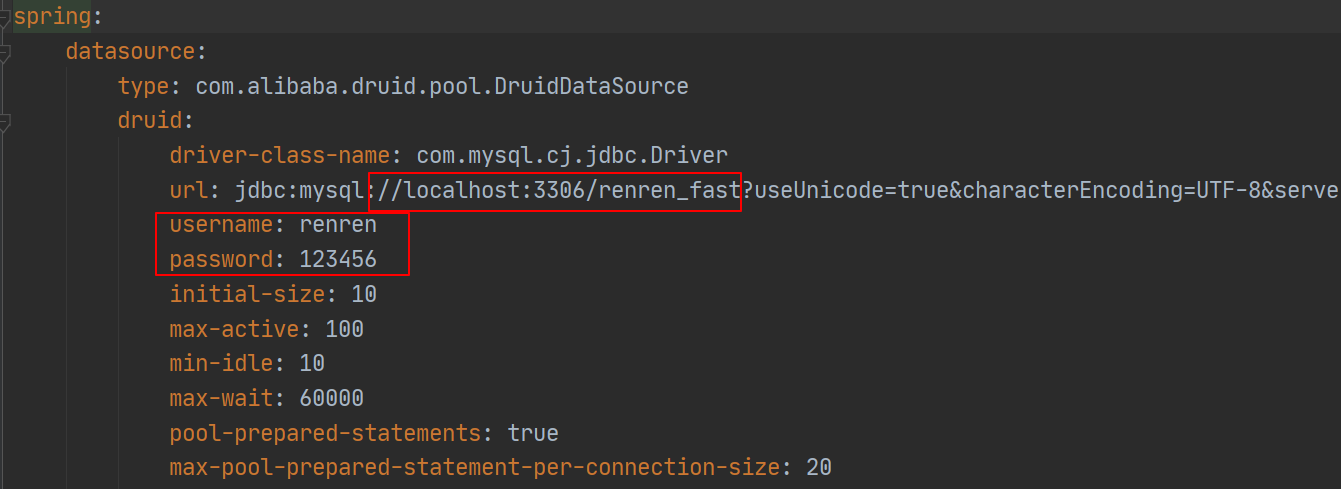 spring:
datasource:
type: com.alibaba.druid.pool.DruidDataSource
druid:
driver-class-name: com.mysql.cj.jdbc.Driver
url: jdbc:mysql://localhost:3306/renren_fast?useUnicode=true&characterEncoding=UTF-8&serve
username: renren
password: 123456
initial-size: 10
max-active: 100
min-idle: 10
max-wait: 60000
pool-prepared-statements: true
max-pool-prepared-statement-per-connection-size: 20